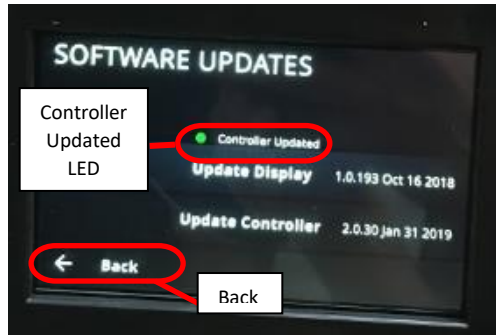 SOFTWARE UPDATES
Controller
Updated
LED
Controller Updated
Update Display 1.0.193 Oct 16 2018
Update Controller 2.0.30 Jan 31 2019
← Back
Back